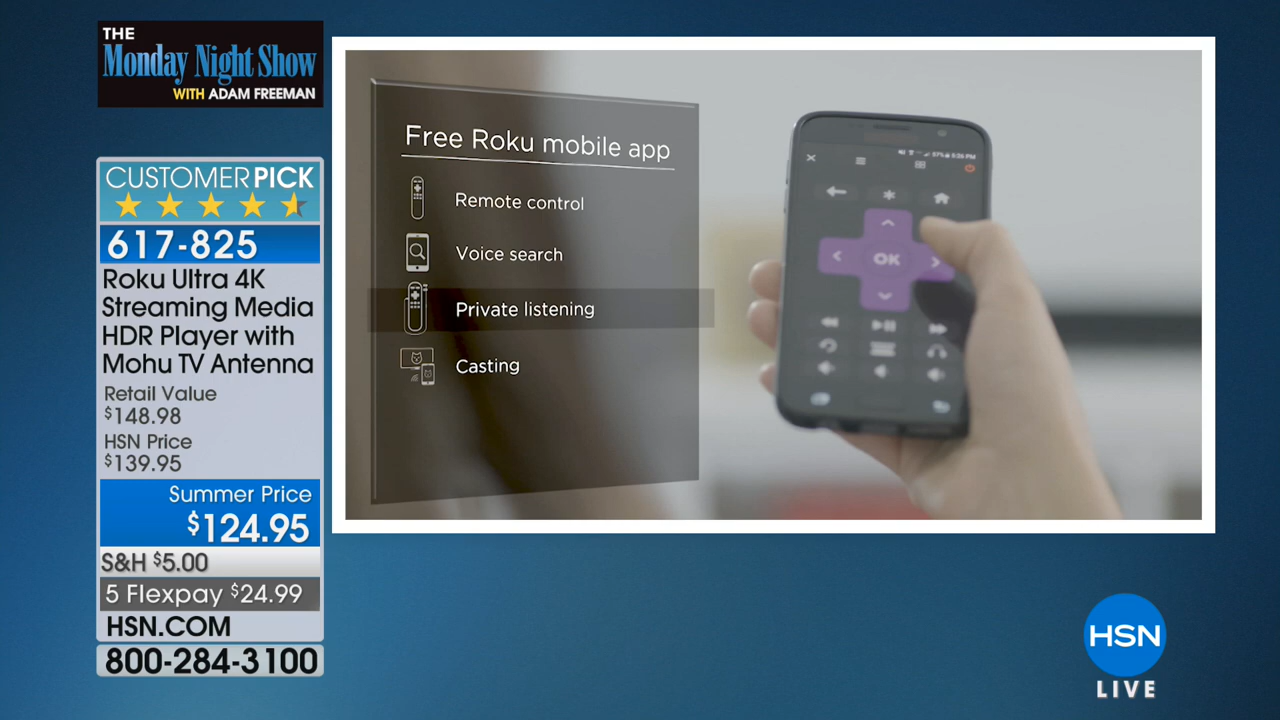 THE
Monday Night Show
WITH ADAM FREEMAN
CUSTOMER PICK
617-825
Roku Ultra 4K
Streaming Media
HDR Player with
Mohu TV Antenna
Retail Value
$148.98
HSN Price
$139.95
Summer Price
$124.95
S&H $5.00
5 Flexpay $24.99
HSN.COM
800-284-3100
Free Roku mobile app
Remote control
Voice search
Private listening
Casting
OK
HSN
LIVE